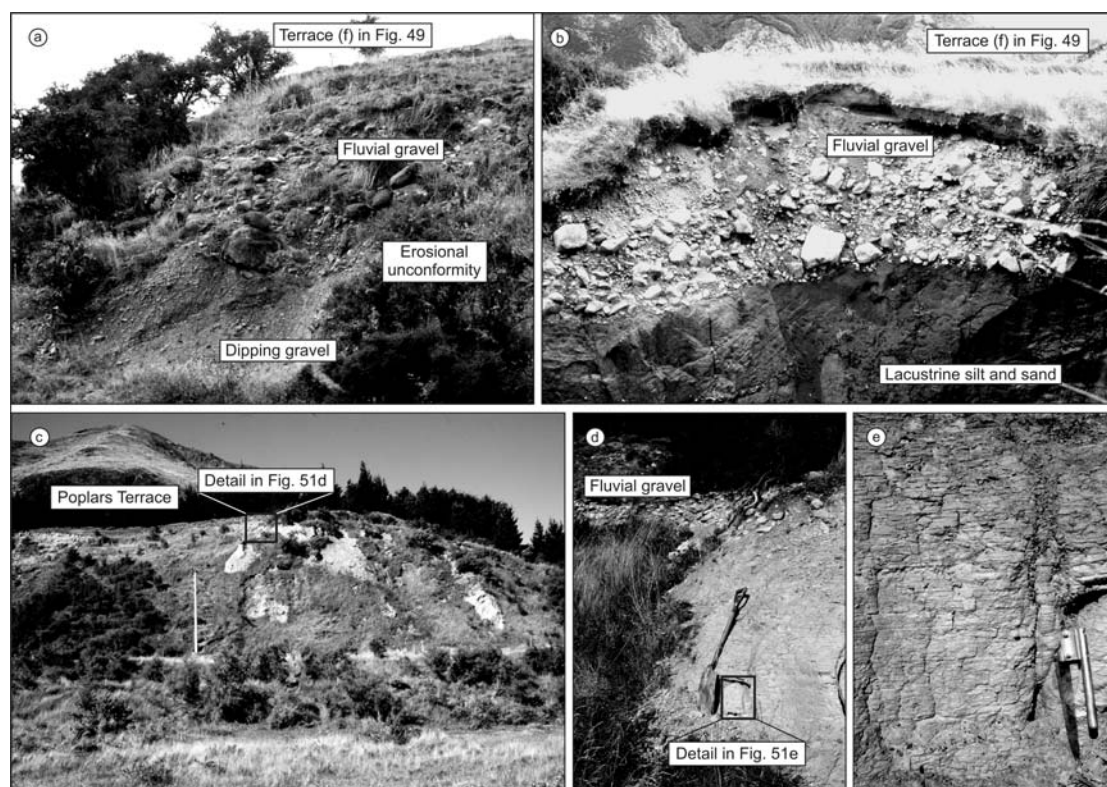 a
Terrace (f) in Fig. 49
Fluvial gravel
Erosional
unconformity
Dipping gravel
b
Terrace (f) in Fig. 49
Fluvial gravel
Lacustrine silt and sand
c
Detail in Fig. 51d
Poplars Terrace
d
Fluvial gravel
Detail in Fig. 51e
e